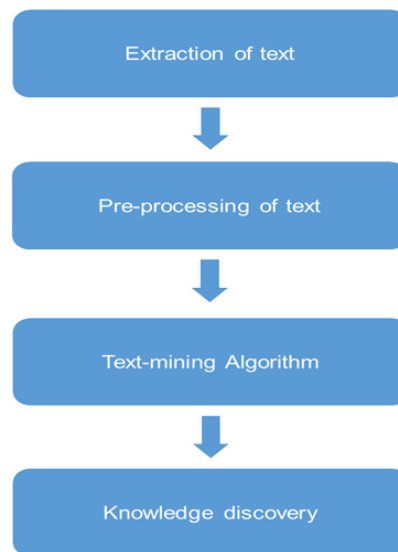 Extraction of text
Pre-processing of text
Text-mining Algorithm
Knowledge discovery